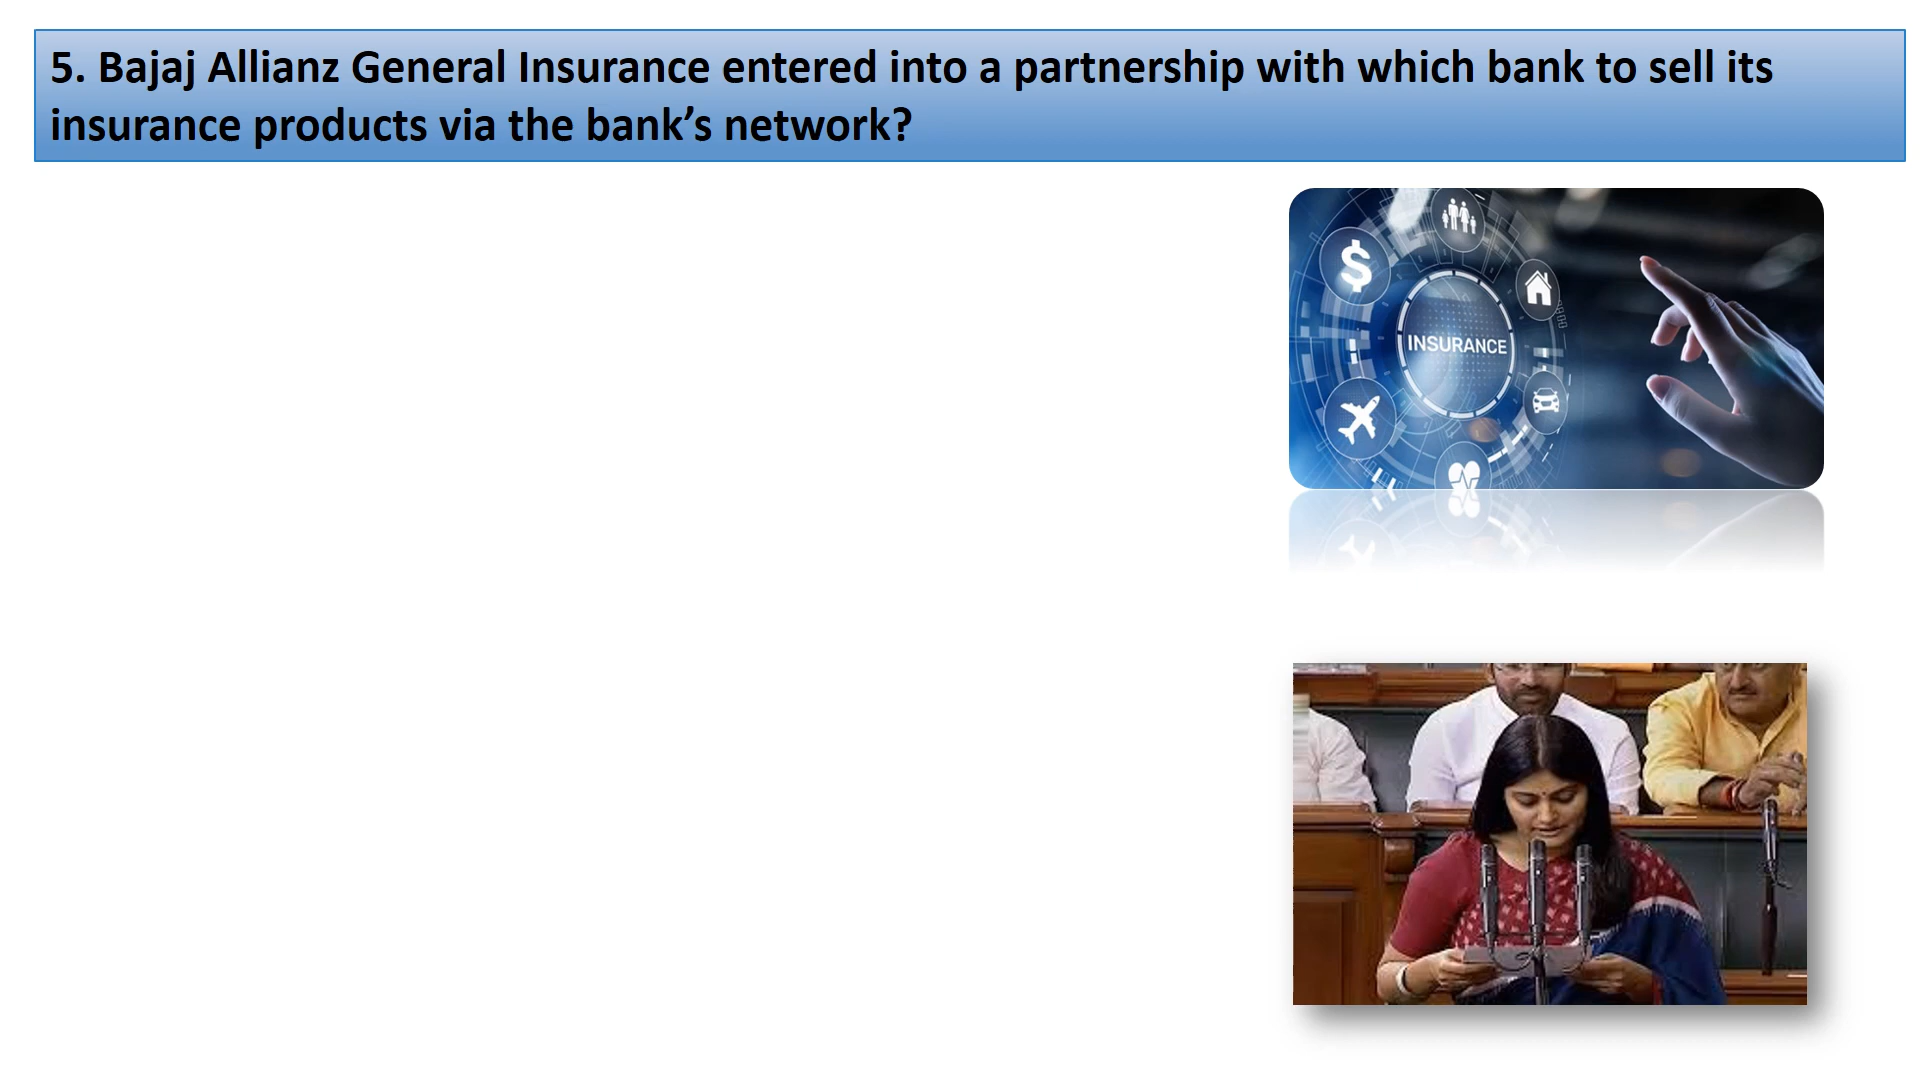 5. Bajaj Allianz General Insurance entered into a partnership with which bank to sell its
insurance products via the bank’s network?
$
INSURANCE